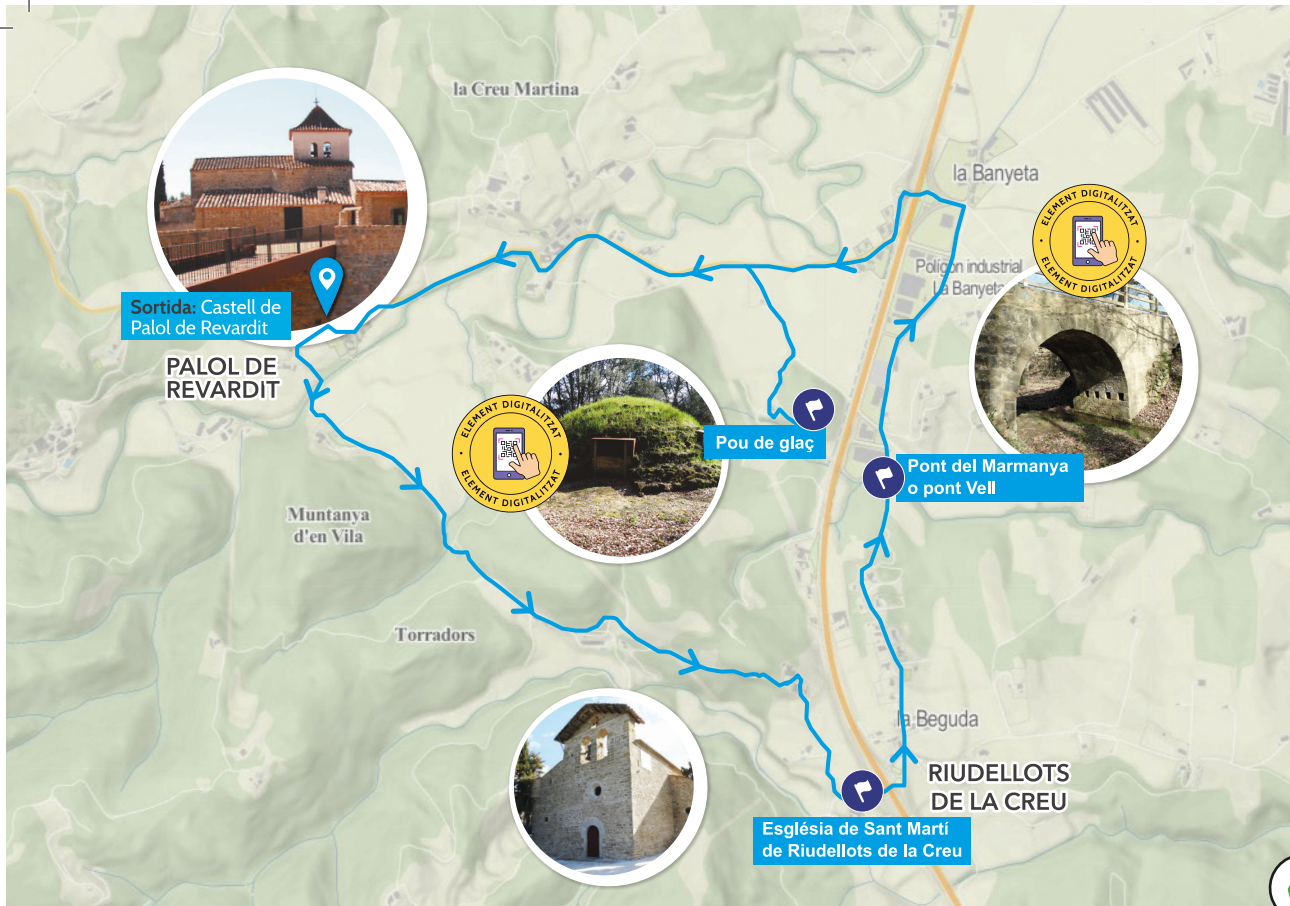 la Creu Martina
la Banyeta
ELEMENT DIGITALITZAT
ELEMENT DIGITALITZAT
Polígon industrial
La Banyeta
Sortida: Castell de
Palol de Revardit
PALOL DE
REVARDIT
ELEMENT DIGITALITZAT
ELEMENT DIGITALITZAT
Pou de glaç
Pont del Marmanya
o pont Vell
Muntanya
d'en Vila
Torradors
la Beguda
RIUDELLOTS
DE LA CREU
Església de Sant Martí
de Riudellots de la Creu